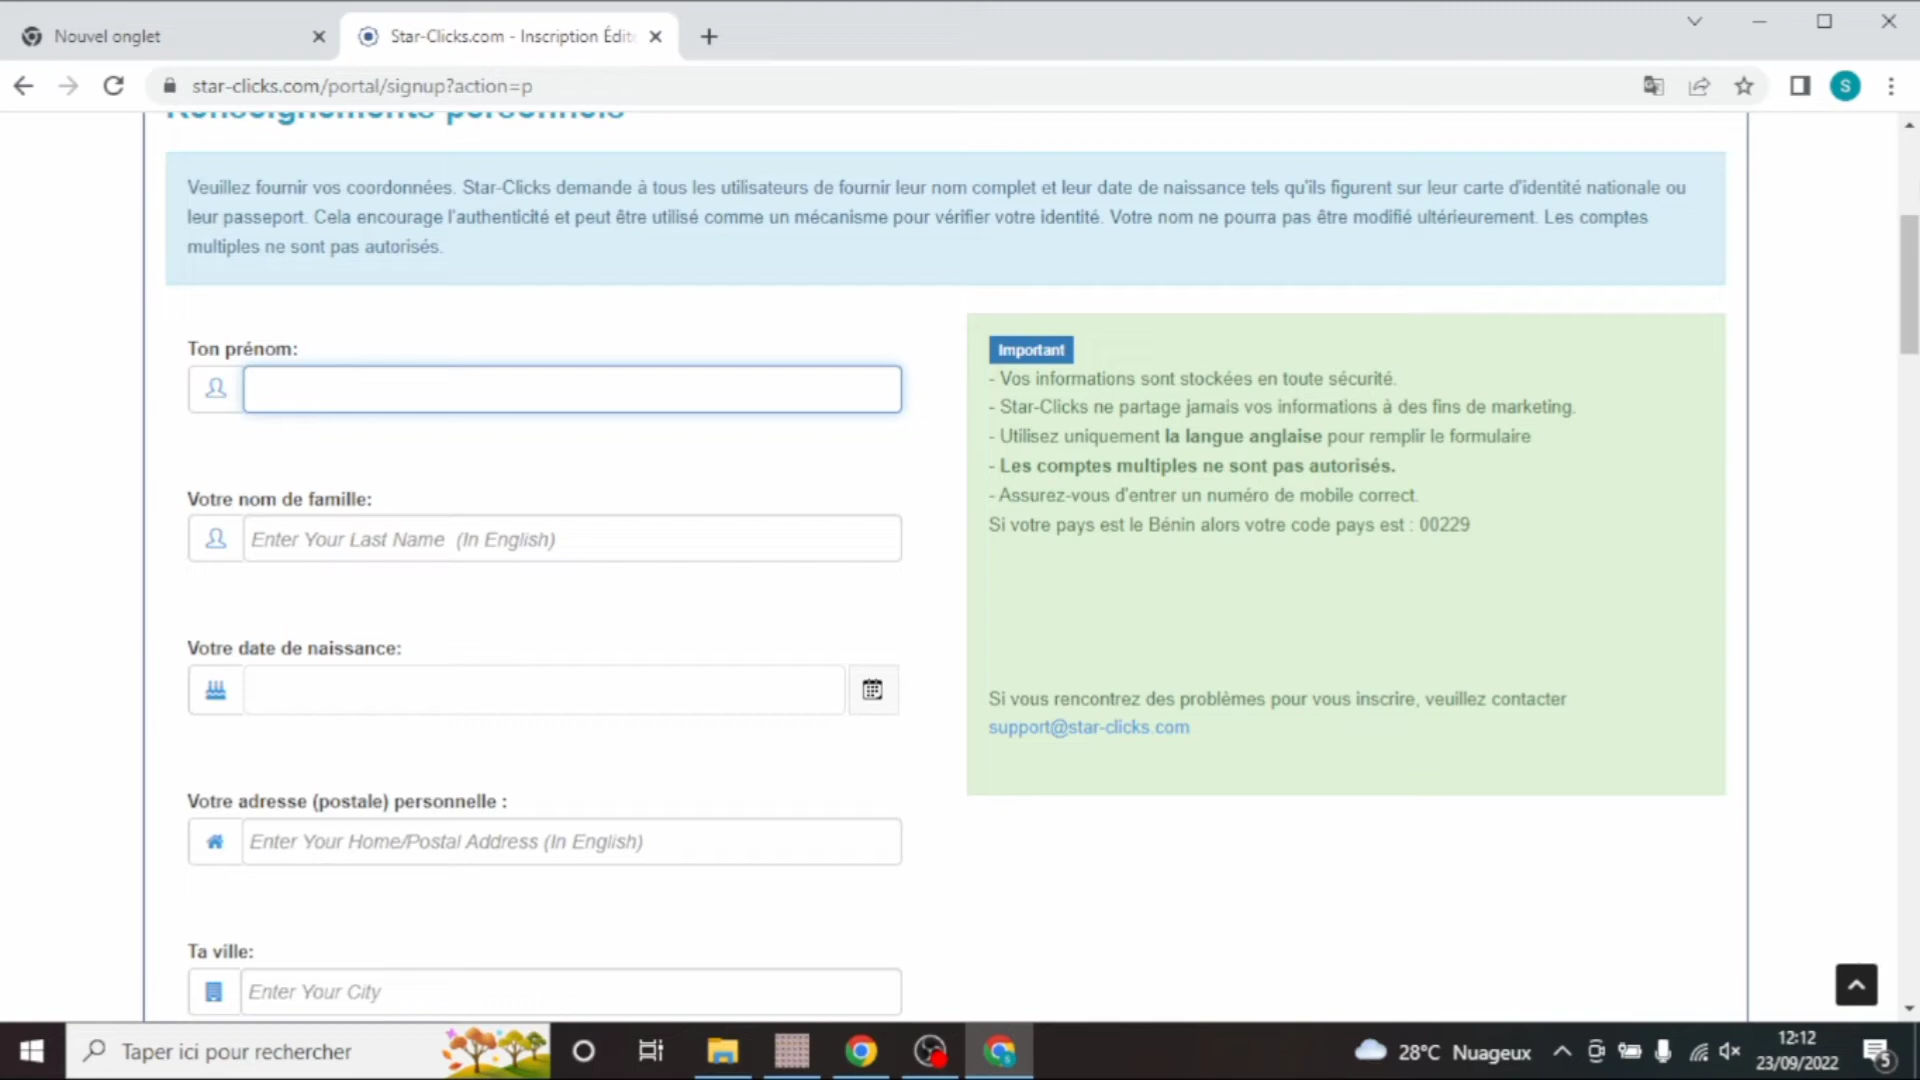 Nouvel onglet
Star-Clicks.com - Inscription Édit
star-clicks.com/portal/signup?action=p
S
Renseignements personnels
Veuillez fournir vos coordonnées. Star-Clicks demande à tous les utilisateurs de fournir leur nom complet et leur date de naissance tels qu'ils figurent sur leur carte d'identité nationale ou
leur passeport. Cela encourage l'authenticité et peut être utilisé comme un mécanisme pour vérifier votre identité. Votre nom ne pourra pas être modifié ultérieurement. Les comptes
multiples ne sont pas autorisés.
Ton prénom:
Votre nom de famille:
Enter Your Last Name (In English)
Votre date de naissance:
Votre adresse (postale) personnelle :
Enter Your Home/Postal Address (In English)
Ta ville:
Enter Your City
Important
- Vos informations sont stockées en toute sécurité.
- Star-Clicks ne partage jamais vos informations à des fins de marketing.
- Utilisez uniquement la langue anglaise pour remplir le formulaire
- Les comptes multiples ne sont pas autorisés.
- Assurez-vous d'entrer un numéro de mobile correct.
Si votre pays est le Bénin alors votre code pays est : 00229
Si vous rencontrez des problèmes pour vous inscrire, veuillez contacter
support@star-clicks.com
Taper ici pour rechercher
28°C Nuageux
12:12
23/09/2022
5